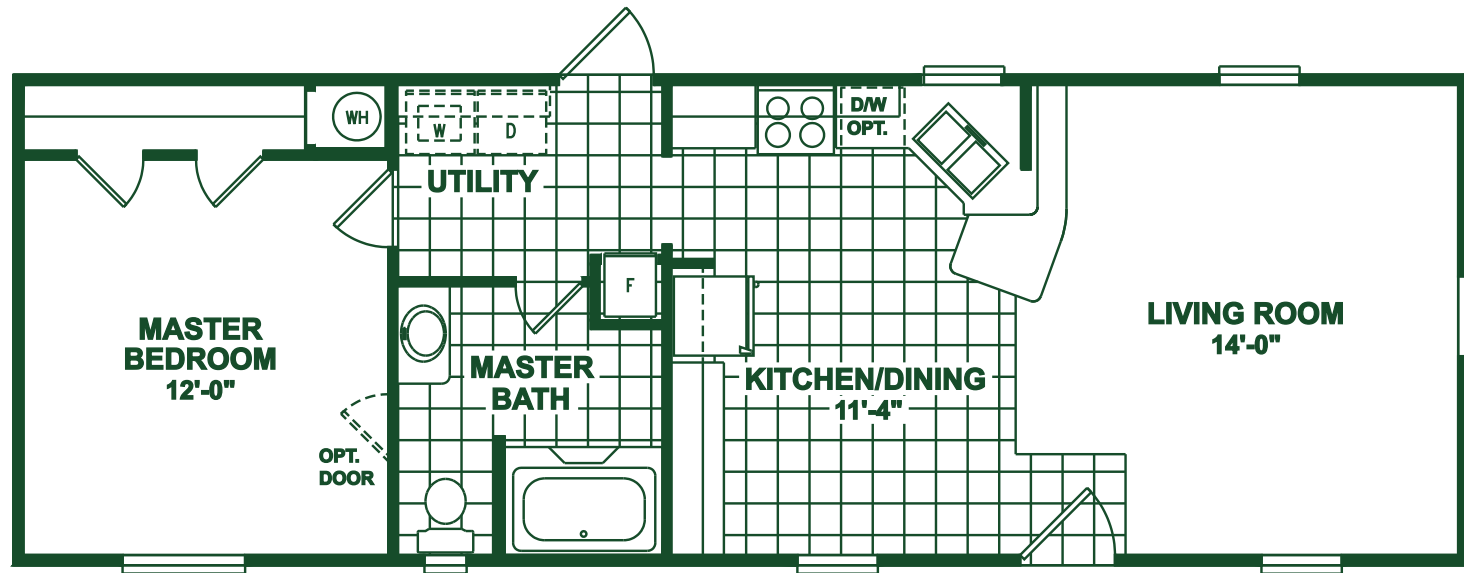 WH
W
D
D/W
OPT.
UTILITY
F
MASTER
BEDROOM
12'-0"
OPT.
DOOR
MASTER
BATH
KITCHEN/DINING
11'-4"
LIVING ROOM
14'-0"